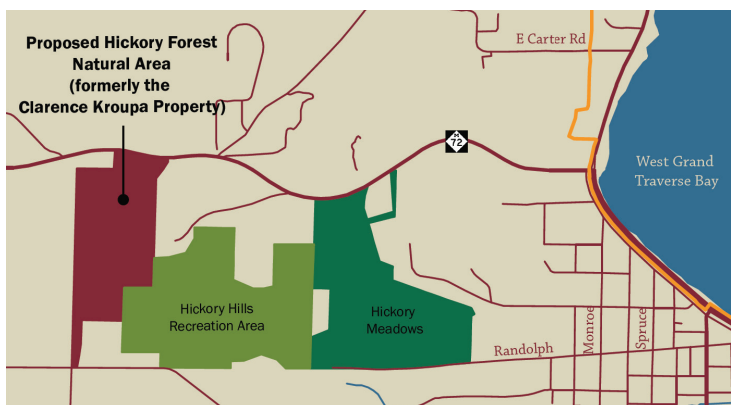 Proposed Hickory Forest
Natural Area
(formerly the
Clarence Kroupa Property)
E Carter Rd
M
72
West Grand
Traverse Bay
Hickory Hills
Recreation Area
Hickory
Meadows
Randolph
Monroe
Spruce